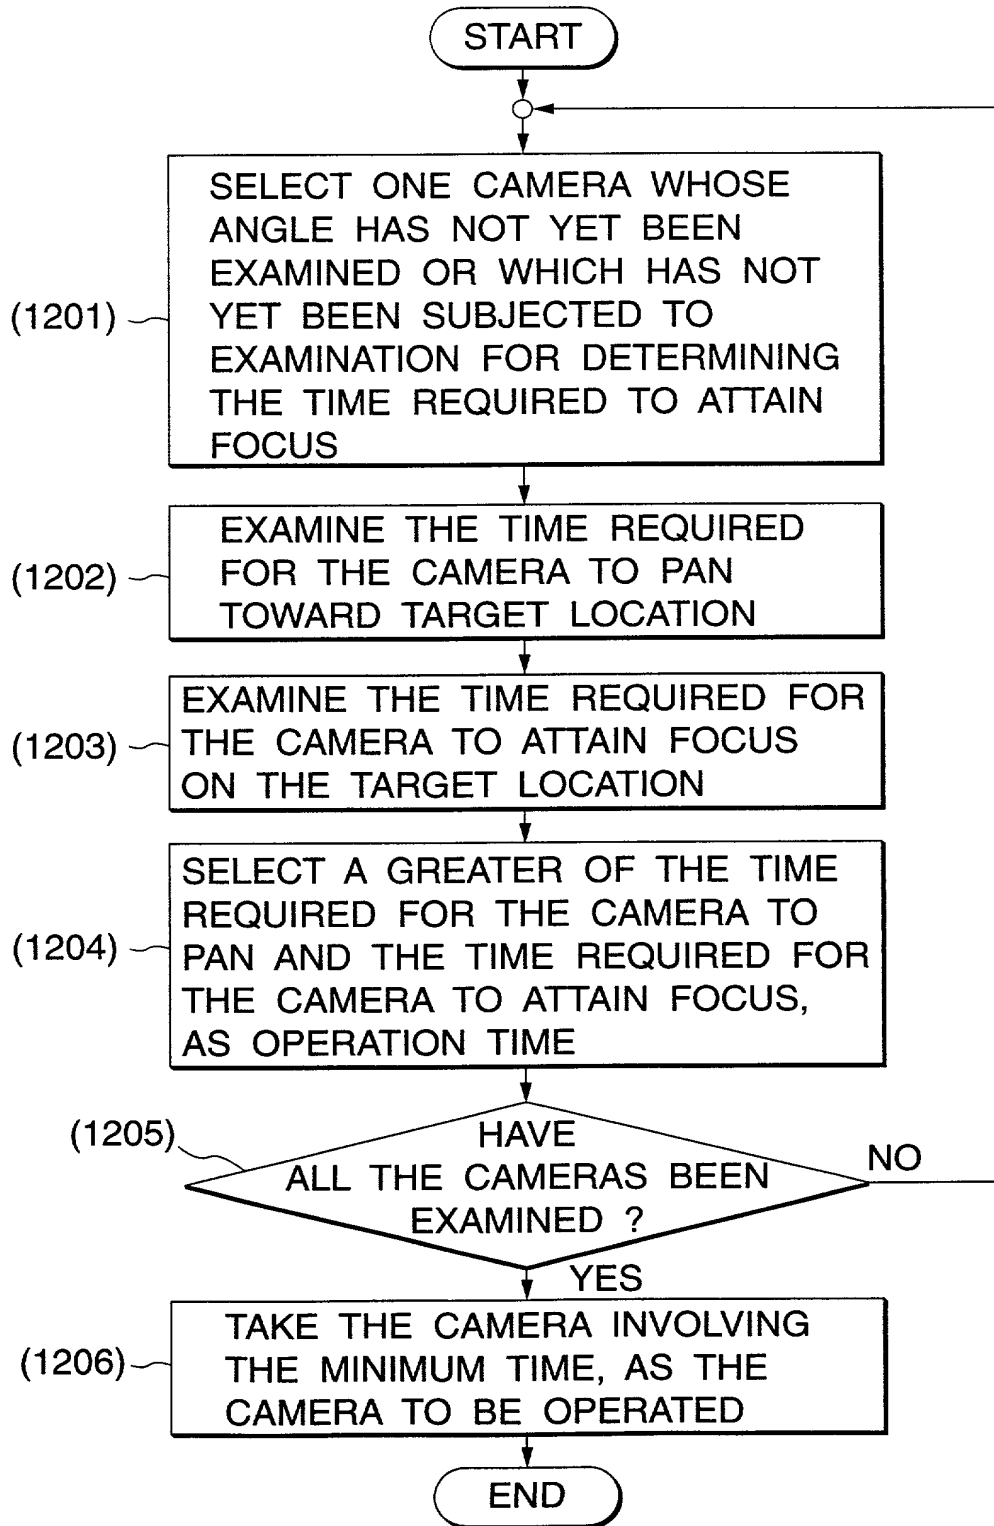 START
SELECT ONE CAMERA WHOSE
ANGLE HAS NOT YET BEEN
EXAMINED OR WHICH HAS NOT
YET BEEN SUBJECTED TO
EXAMINATION FOR DETERMINING
THE TIME REQUIRED TO ATTAIN
FOCUS
(1201)
EXAMINE THE TIME REQUIRED
FOR THE CAMERA TO PAN
TOWARD TARGET LOCATION
(1202)
EXAMINE THE TIME REQUIRED FOR
THE CAMERA TO ATTAIN FOCUS
ON THE TARGET LOCATION
(1203)
SELECT A GREATER OF THE TIME
REQUIRED FOR THE CAMERA TO
PAN AND THE TIME REQUIRED FOR
THE CAMERA TO ATTAIN FOCUS,
AS OPERATION TIME
(1204)
(1205)
HAVE
ALL THE CAMERAS BEEN
EXAMINED ?
NO
YES
TAKE THE CAMERA INVOLVING
THE MINIMUM TIME, AS THE
CAMERA TO BE OPERATED
(1206)
END